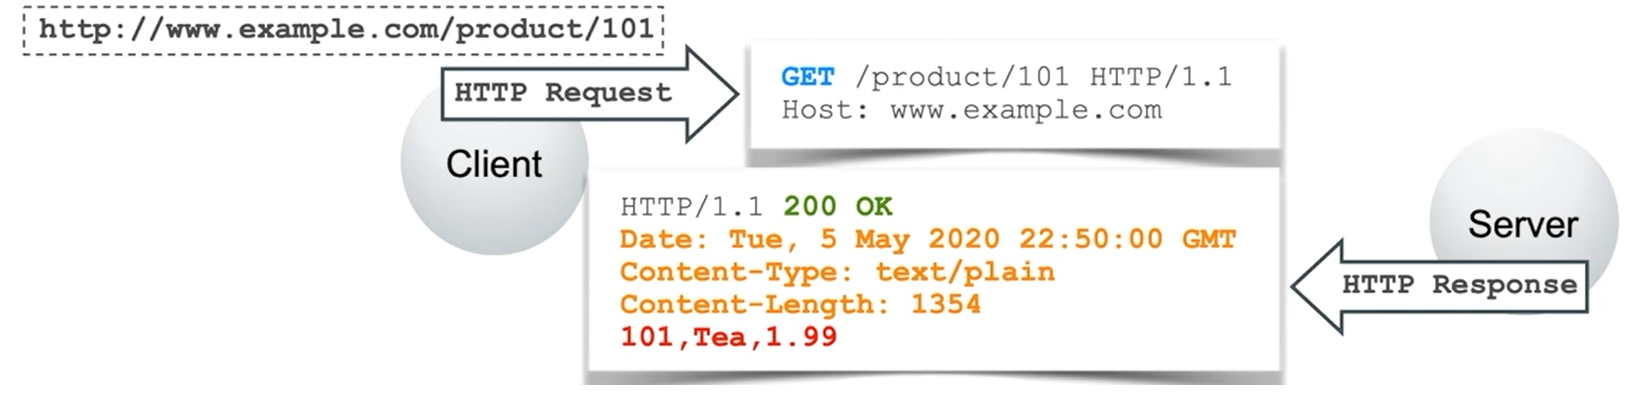 http://www.example.com/product/101
HTTP Request
GET /product/101 HTTP/1.1
Host: www.example.com
Client
HTTP/1.1 200 OK
Date: Tue, 5 May 2020 22:50:00 GMT
Content-Type: text/plain
Content-Length: 1354
101,Tea,1.99
Server
HTTP Response